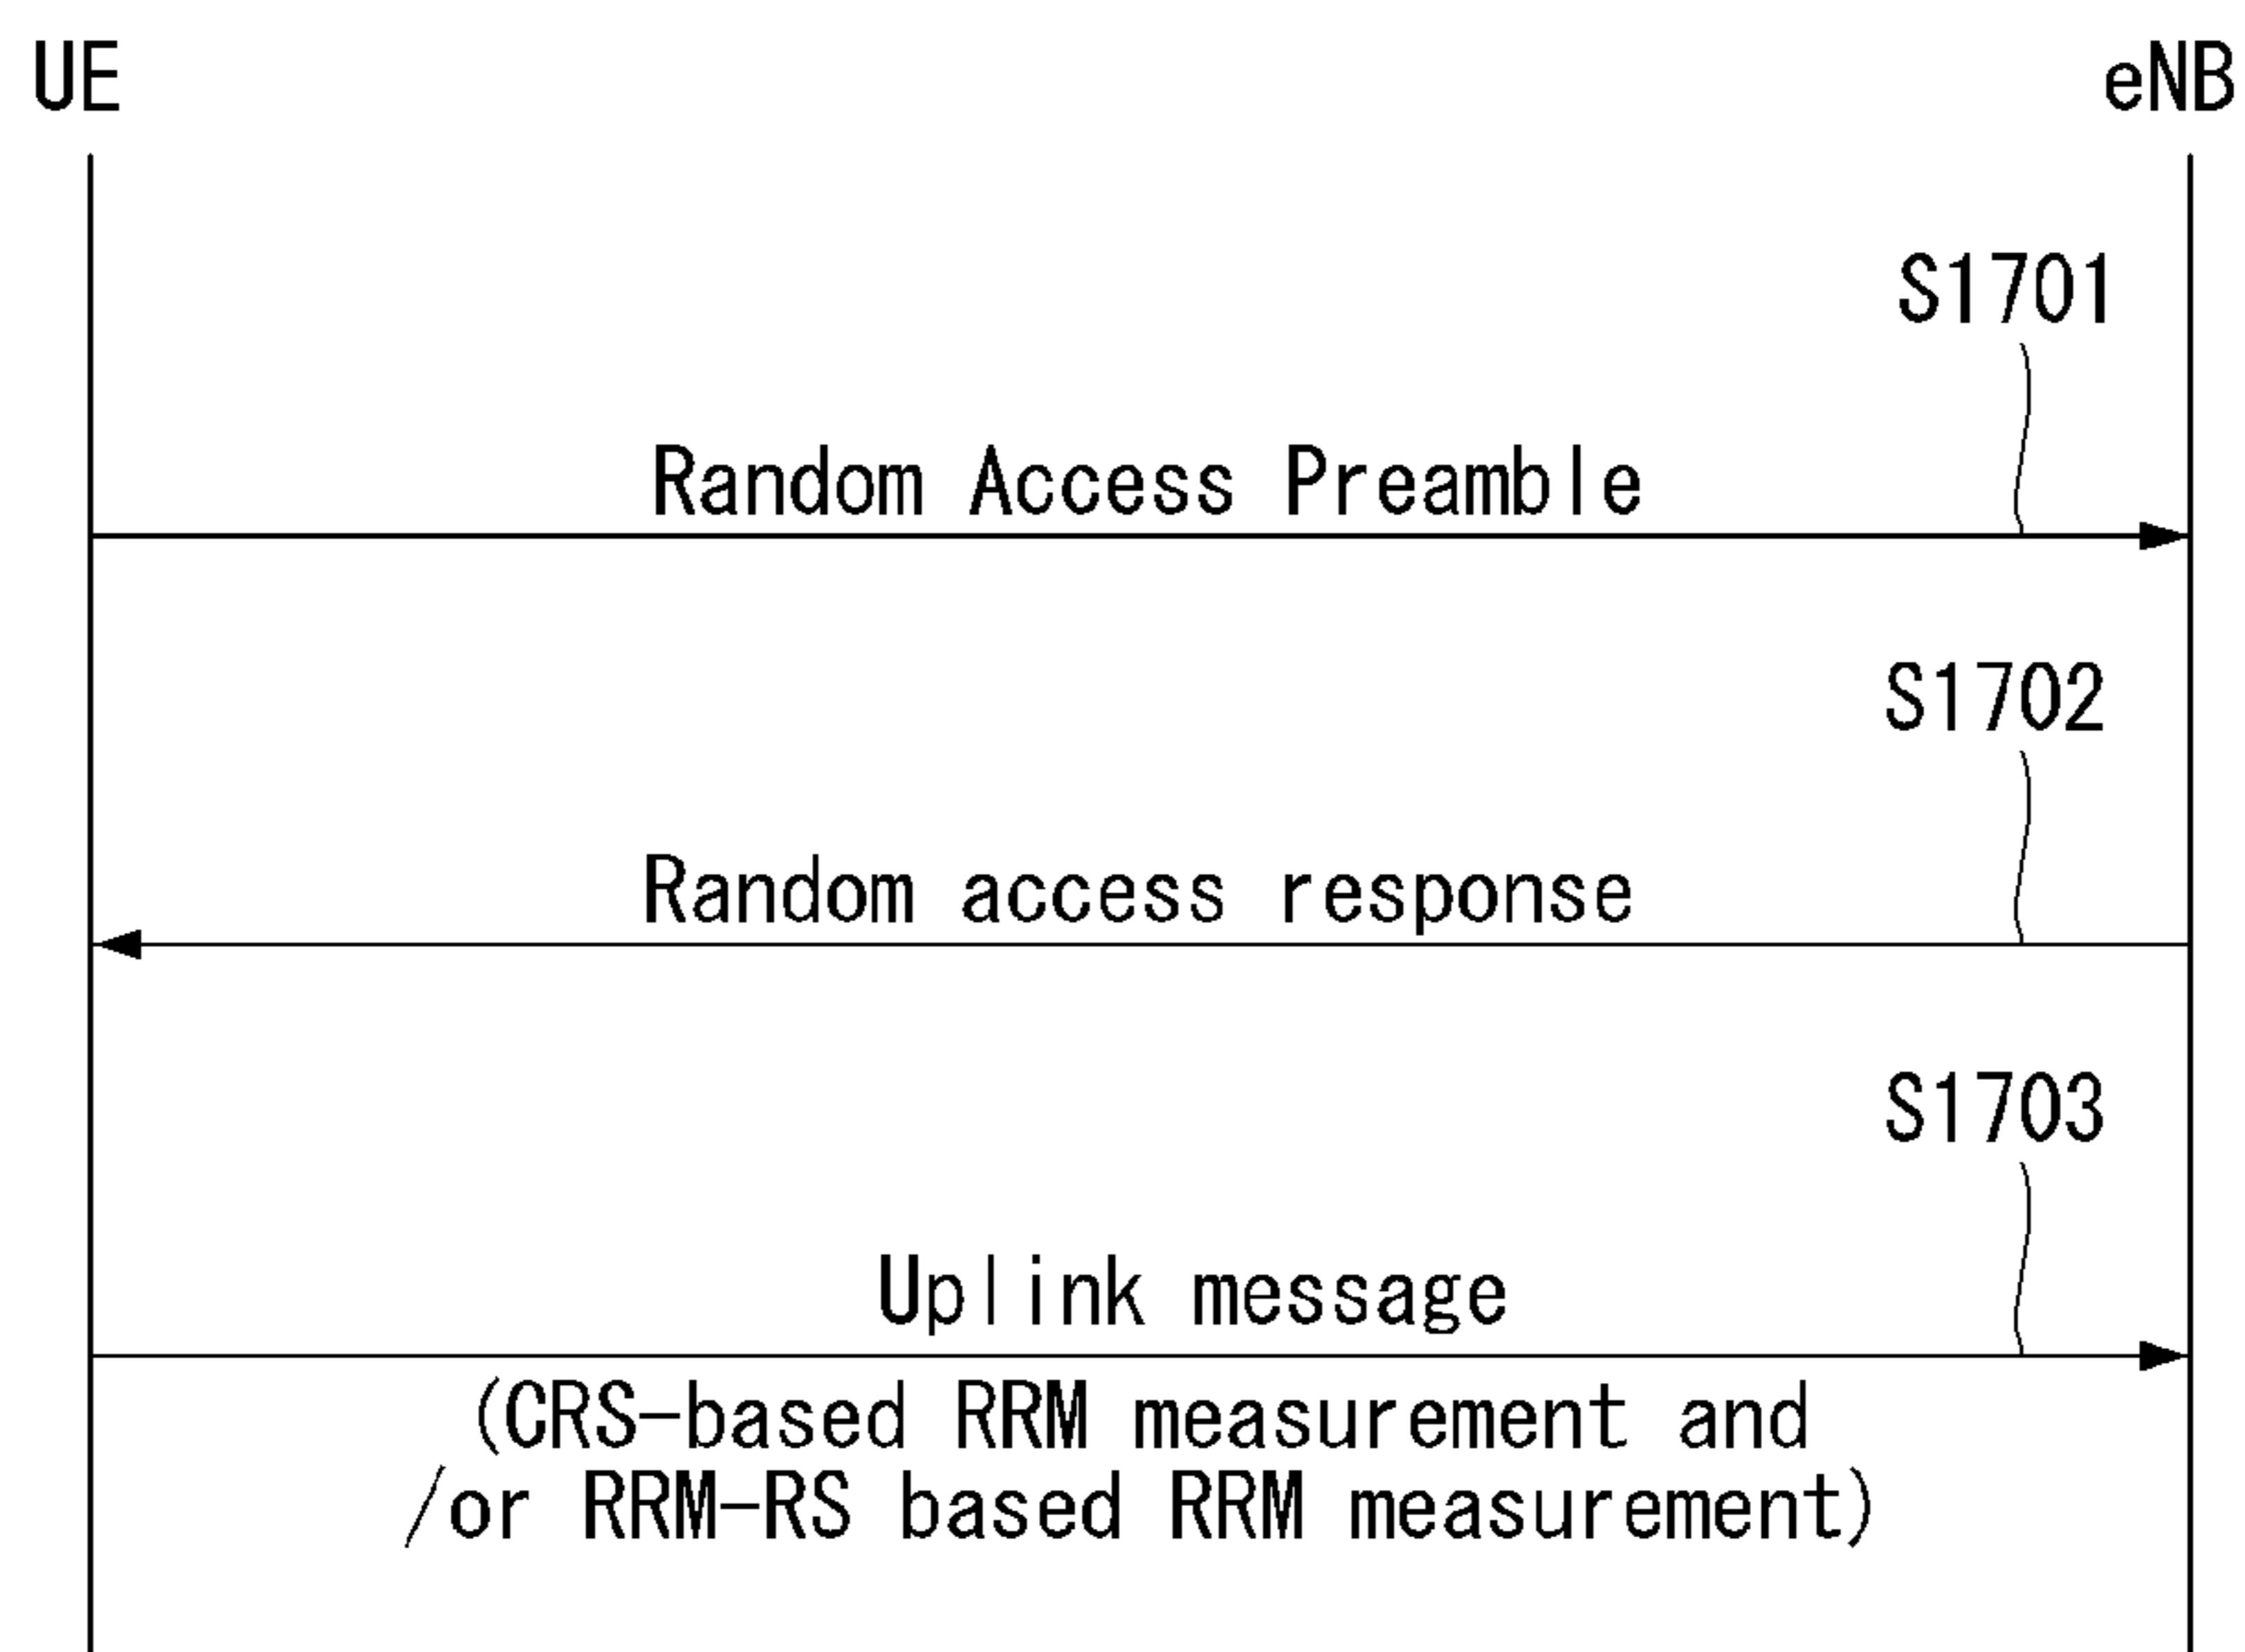 UE eNB
S1701
Random Access Preamble
S1702
Random access response
S1703
Uplink message
(CRS-based RRM measurement and
/or RRM-RS based RRM measurement)